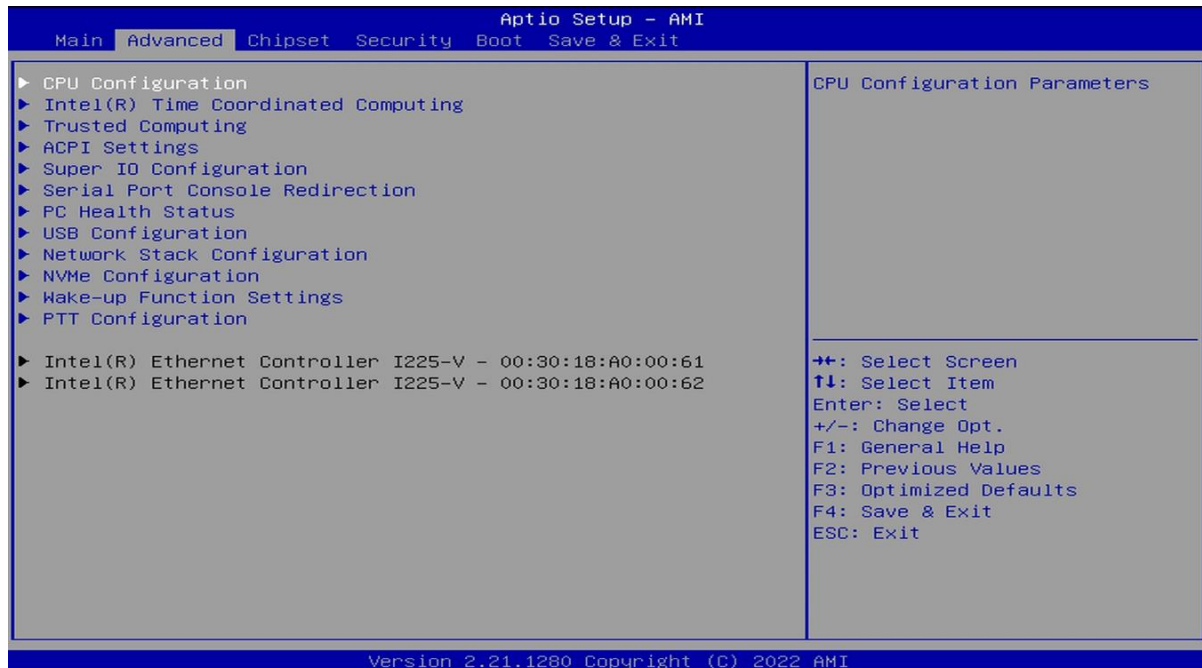 Aptio Setup – AMI
Main Advanced Chipset Security Boot Save & Exit
▶ CPU Configuration
▶ Intel(R) Time Coordinated Computing
▶ Trusted Computing
▶ ACPI Settings
▶ Super IO Configuration
▶ Serial Port Console Redirection
▶ PC Health Status
▶ USB Configuration
▶ Network Stack Configuration
▶ NVMe Configuration
▶ Wake-up Function Settings
▶ PTT Configuration
▶ Intel(R) Ethernet Controller I225-V - 00:30:18:A0:00:61
▶ Intel(R) Ethernet Controller I225-V - 00:30:18:A0:00:62
CPU Configuration Parameters
→←: Select Screen
↑↓: Select Item
Enter: Select
+/-: Change Opt.
F1: General Help
F2: Previous Values
F3: Optimized Defaults
F4: Save & Exit
ESC: Exit
Version 2.21.1280 Copyright (C) 2022 AMI